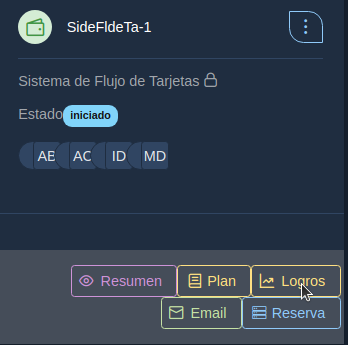 SideFldeTa-1
Sistema de Flujo de Tarjetas
Estado iniciado
AB AC ID MD
Resumen Plan Logros
Email Reserva